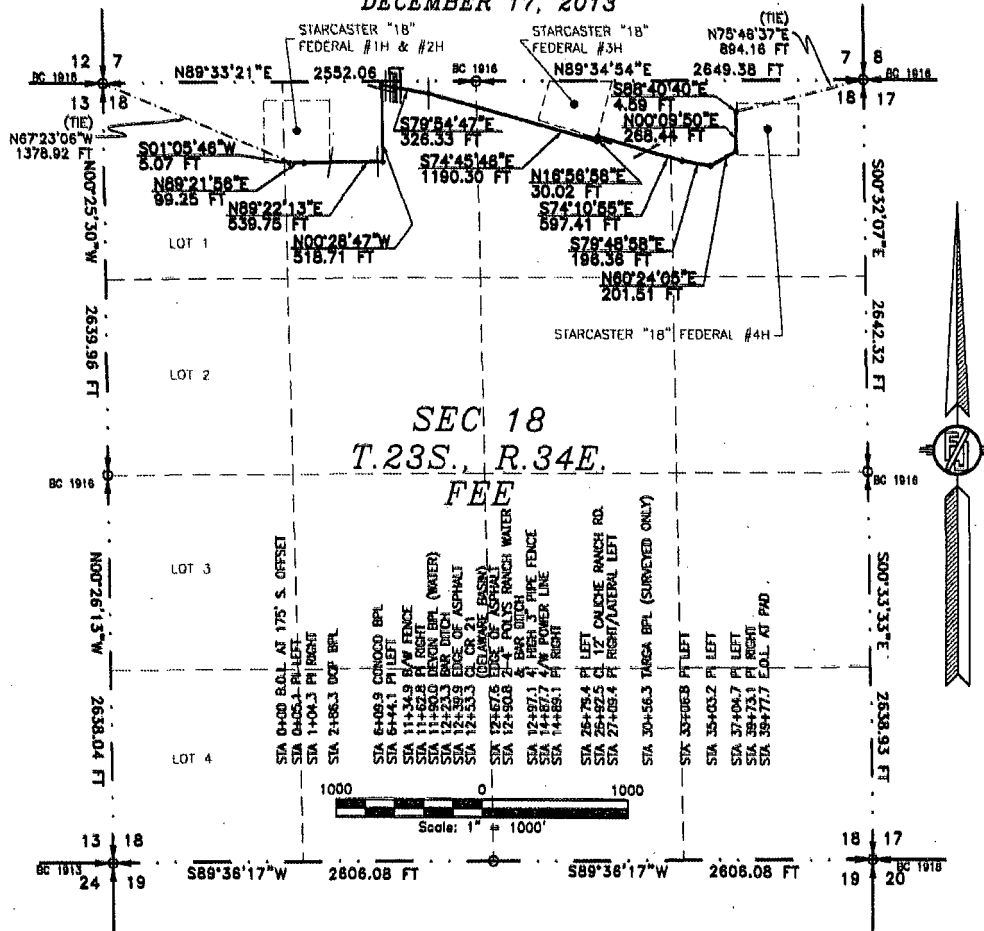 DECEMBER 17, 2013
STARCASTER "18"
FEDERAL #1H & #2H
STARCASTER "18"
FEDERAL #3H
(TIE)
N75°48'37"E
894.16 FT
12 7
BC 1916
13 18
N89°33'21"E 2552.06 FT
BC 1916
N89°34'54"E 2649.38 FT
7 8
BC 1916
18 17
(TIE)
N67°23'06"W
1378.92 FT
S01°05'46"W
5.07 FT
N89°21'56"E
99.25 FT
N89°22'13"E
539.75 FT
N00°28'47"W
518.71 FT
S79°54'47"E
326.33 FT
S74°45'48"E
1190.30 FT
S88°40'40"E
4.59 FT
N00°09'50"E
268.44 FT
N16°56'58"E
30.02 FT
S74°10'55"E
597.41 FT
S79°48'58"E
196.36 FT
N60°24'05"E
201.51 FT
STARCASTER "18" FEDERAL #4H
N00°25'30"W 2639.96 FT
S00°32'07"E 2642.32 FT
LOT 1
LOT 2
SEC 18
T.23S., R.34E.
FEE
BC 1916
BC 1916
LOT 3
LOT 4
N00°26'13"W 2638.04 FT
S00°33'33"E 2638.93 FT
STA 0+00 B.O.L. AT 175' S. OFFSET
STA 0+05.4 PI LEFT
STA 1+04.3 PI RIGHT
STA 2+86.3 DCP BPL
STA 6+09.9 CONOCO BPL
STA 6+44.1 PI LEFT
STA 11+34.9 B/W FENCE
STA 11+62.8 PI RIGHT
STA 11+90.0 DEVON BPL (WATER)
STA 12+23.3 BAR DITCH
STA 12+39.9 EDGE OF ASPHALT
STA 12+53.3 CL CR 21
(DELAWARE BASIN)
STA 12+67.6 EDGE OF ASPHALT
STA 12+90.8 2-4" POLYS RANCH WATER
& BAR DITCH
STA 12+97.1 4' HIGH 3" PIPE FENCE
STA 14+87.7 4/W POWER LINE
STA 14+89.1 PI RIGHT
STA 26+79.4 PI LEFT
STA 26+92.5 CL 12' CALICHE RANCH RD.
STA 27+09.4 PI RIGHT/LATERAL LEFT
STA 30+56.3 TARGA BPL (SURVEYED ONLY)
STA 33+06.8 PI LEFT
STA 35+03.2 PI LEFT
STA 37+04.7 PI LEFT
STA 39+73.1 PI RIGHT
STA 39+77.7 E.O.L. AT PAD
1000 0 1000
Scale: 1" = 1000'
13 18
BC 1913
24 19
S89°36'17"W 2606.08 FT
S89°36'17"W 2606.08 FT
18 17
BC 1918
19 20